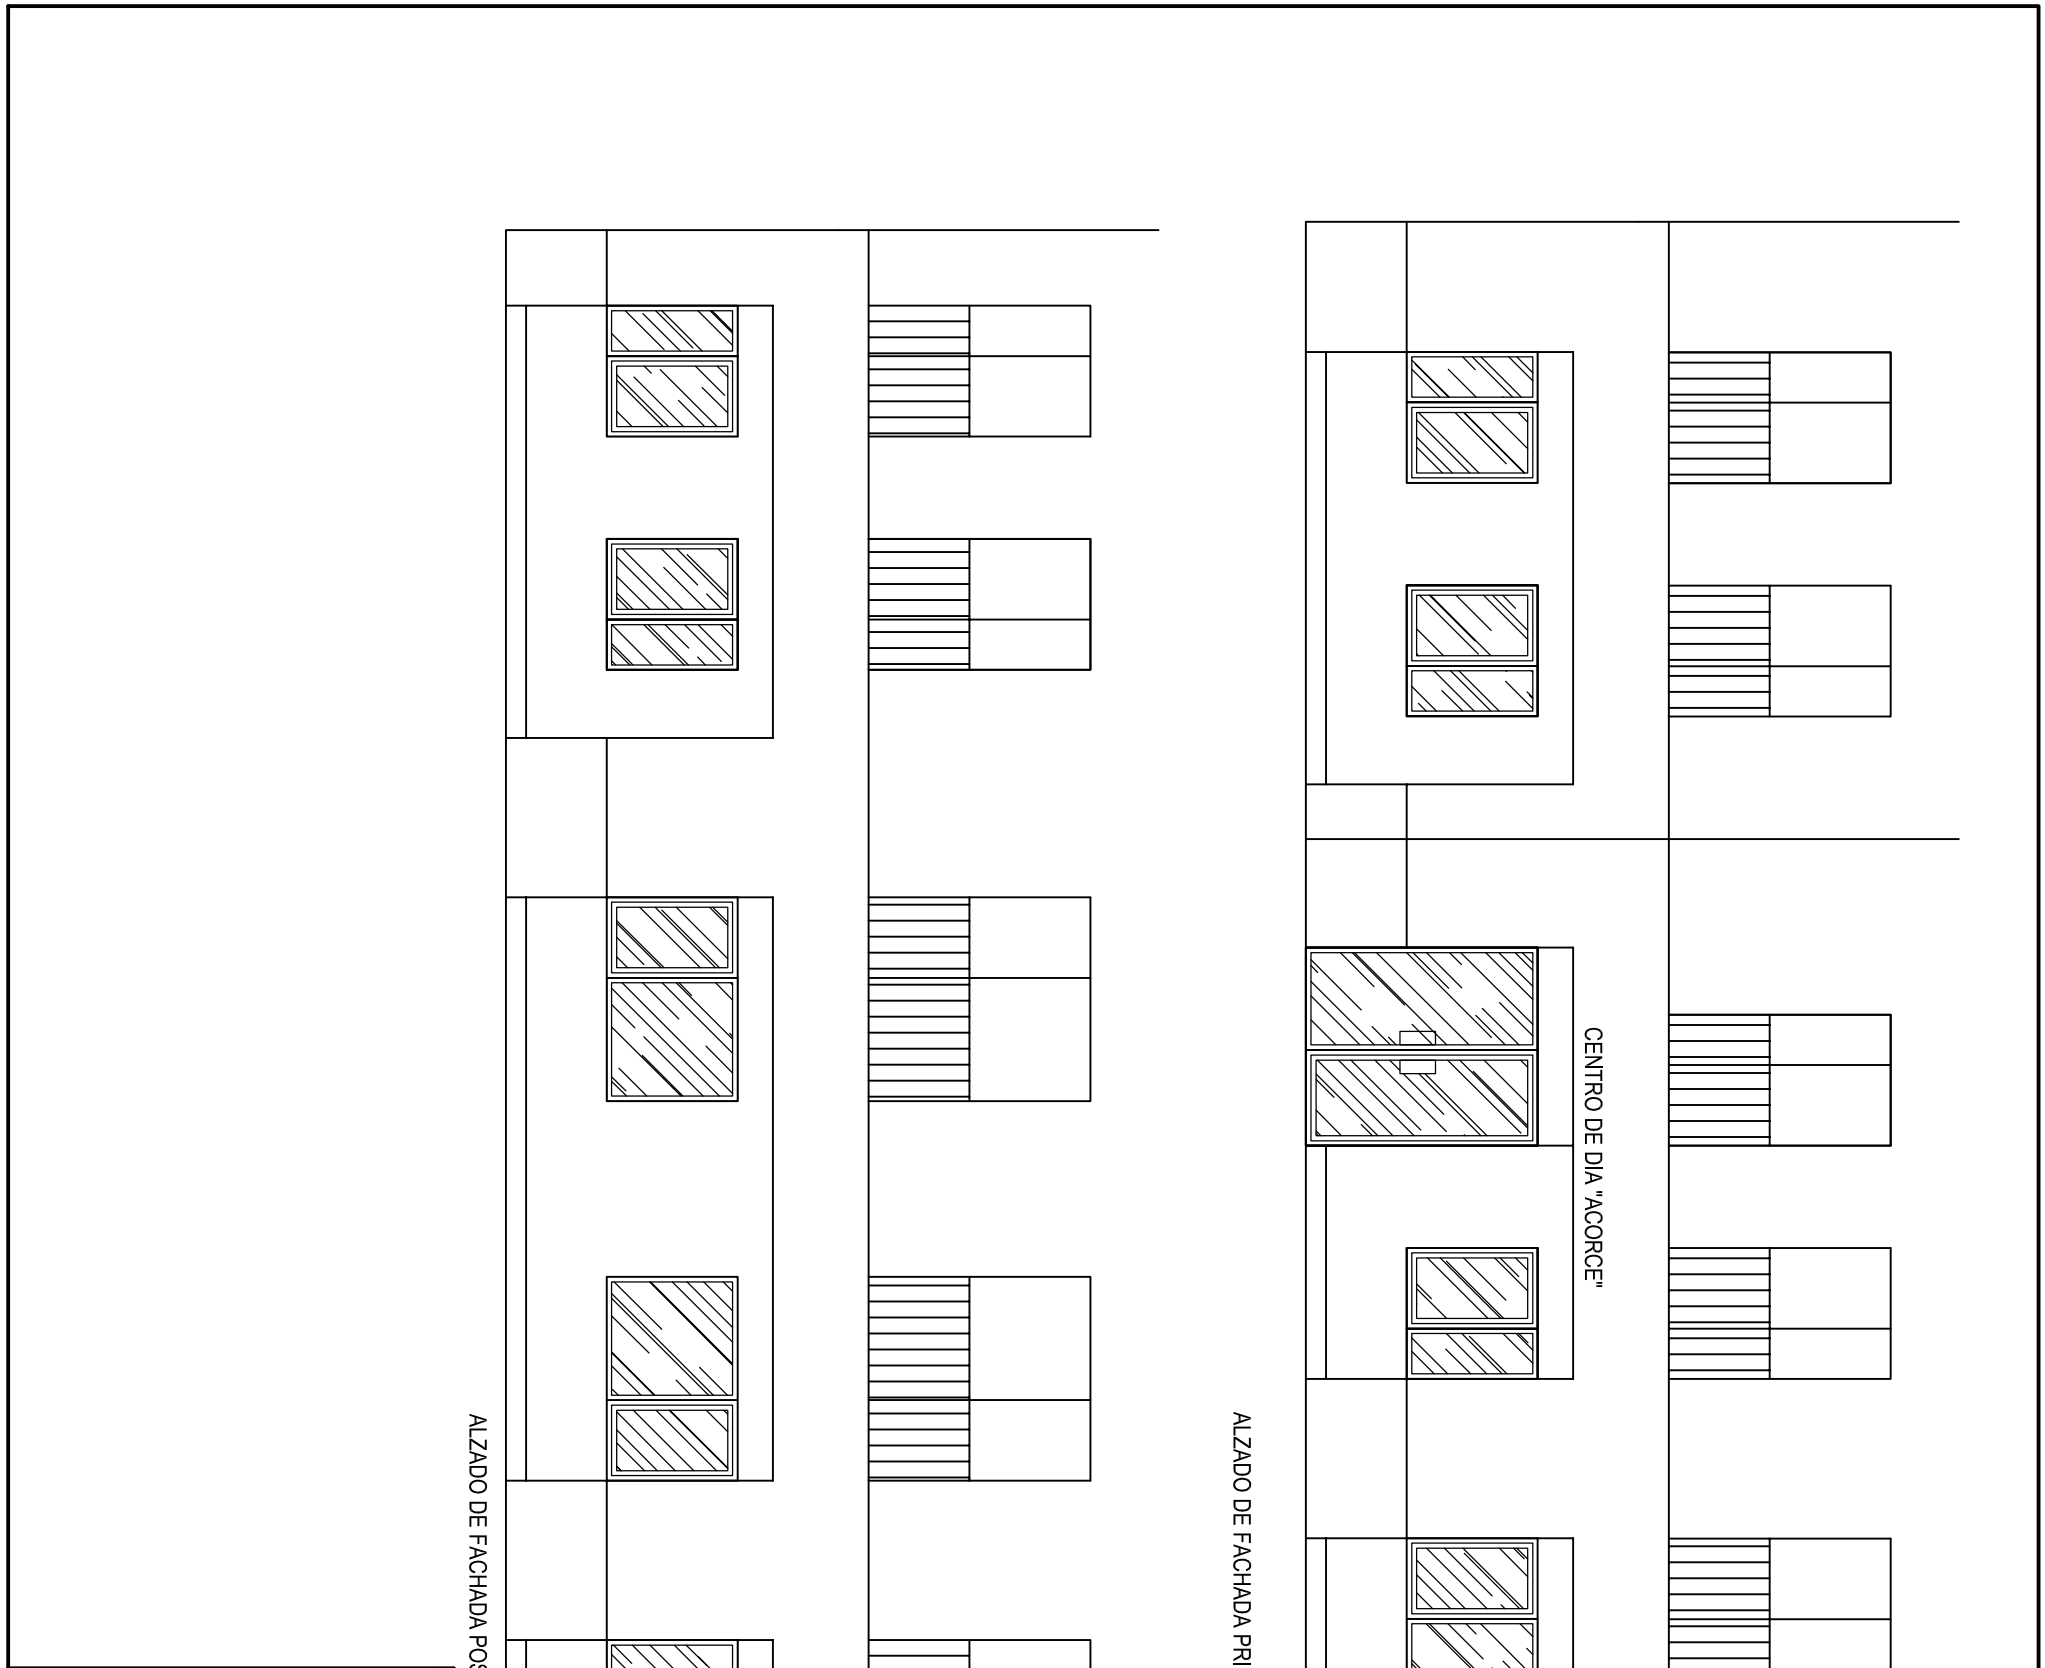 CENTRO DE DIA "ACORCE"
ALZADO DE FACHADA PRI
ALZADO DE FACHADA POS